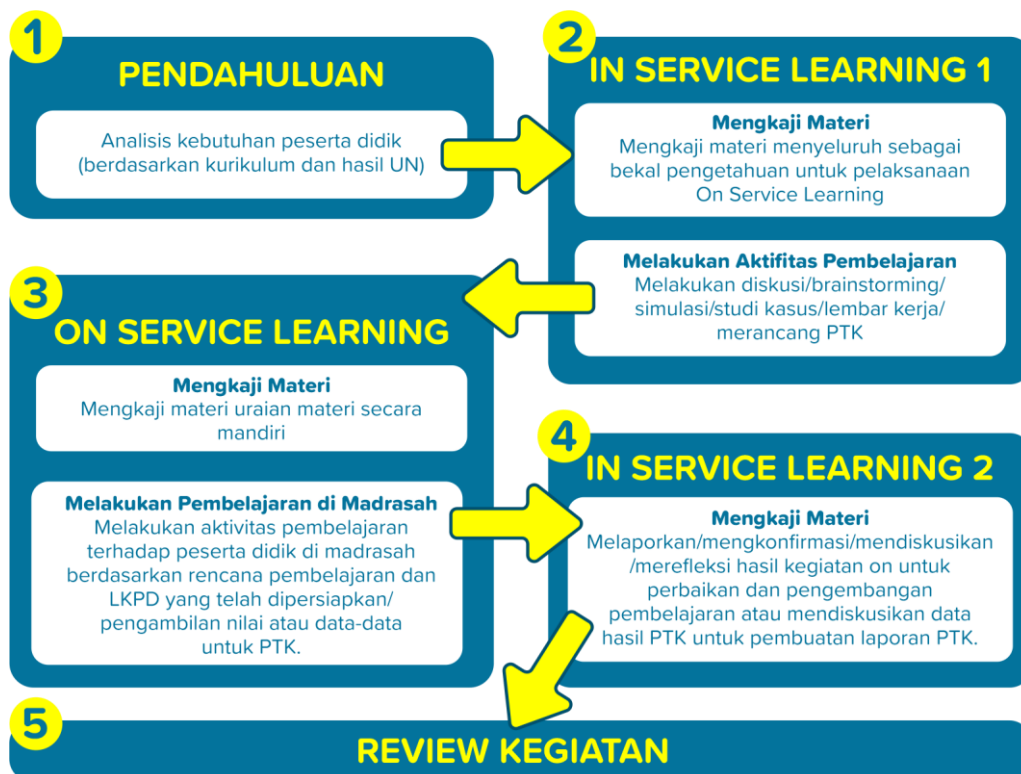 1
PENDAHULUAN
Analisis kebutuhan peserta didik
(berdasarkan kurikulum dan hasil UN)
2
IN SERVICE LEARNING 1
Mengkaji Materi
Mengkaji materi menyeluruh sebagai
bekal pengetahuan untuk pelaksanaan
On Service Learning
Melakukan Aktifitas Pembelajaran
Melakukan diskusi/brainstorming/
simulasi/studi kasus/lembar kerja/
merancang PTK
3
ON SERVICE LEARNING
Mengkaji Materi
Mengkaji materi uraian materi secara
mandiri
Melakukan Pembelajaran di Madrasah
Melakukan aktivitas pembelajaran
terhadap peserta didik di madrasah
berdasarkan rencana pembelajaran dan
LKPD yang telah dipersiapkan/
pengambilan nilai atau data-data
untuk PTK.
4
IN SERVICE LEARNING 2
Mengkaji Materi
Melaporkan/mengkonfirmasi/mendiskusikan
/merefleksi hasil kegiatan on untuk
perbaikan dan pengembangan
pembelajaran atau mendiskusikan data
hasil PTK untuk pembuatan laporan PTK.
5
REVIEW KEGIATAN